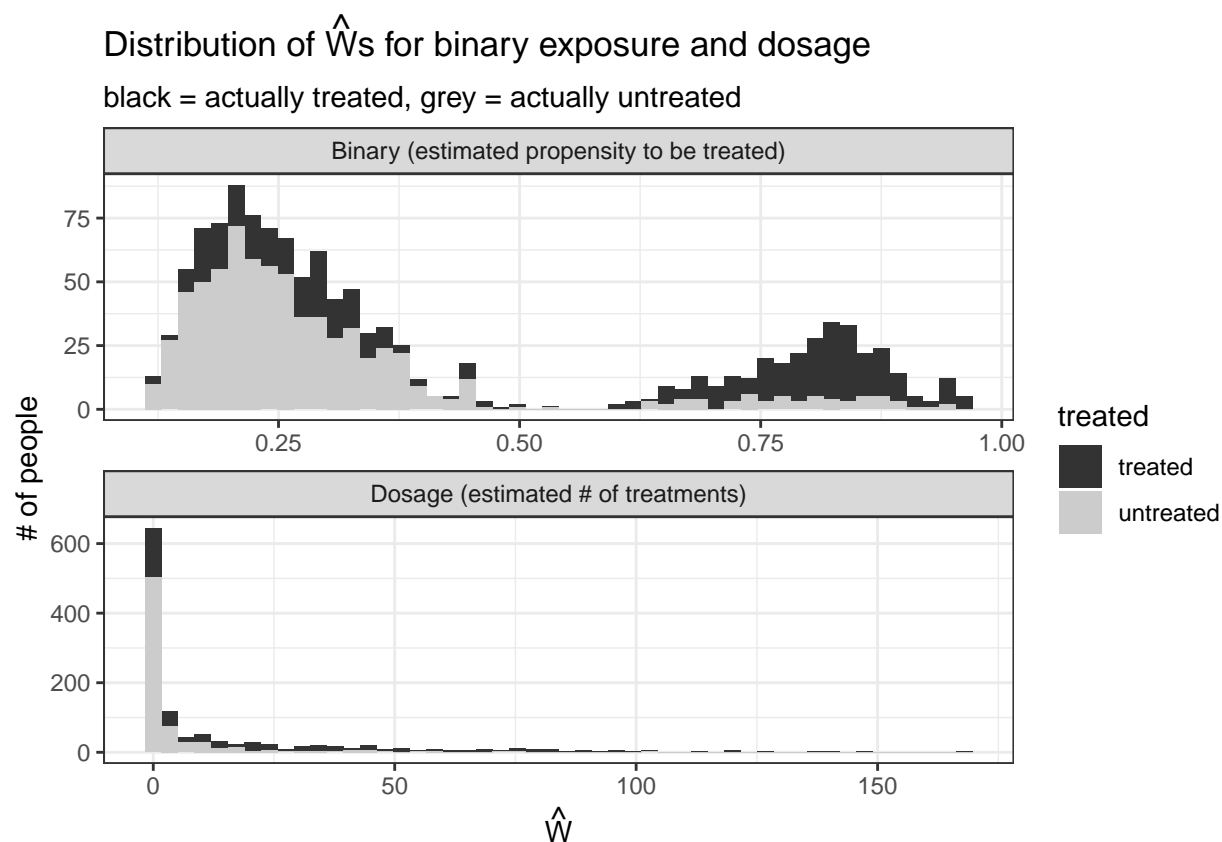 Distribution of Ŵs for binary exposure and dosage
black = actually treated, grey = actually untreated
Binary (estimated propensity to be treated)
75
50
25
0
0.25 0.50 0.75 1.00
Dosage (estimated # of treatments)
600
400
200
0
0 50 100 150
# of people
Ŵ
treated
treated
untreated